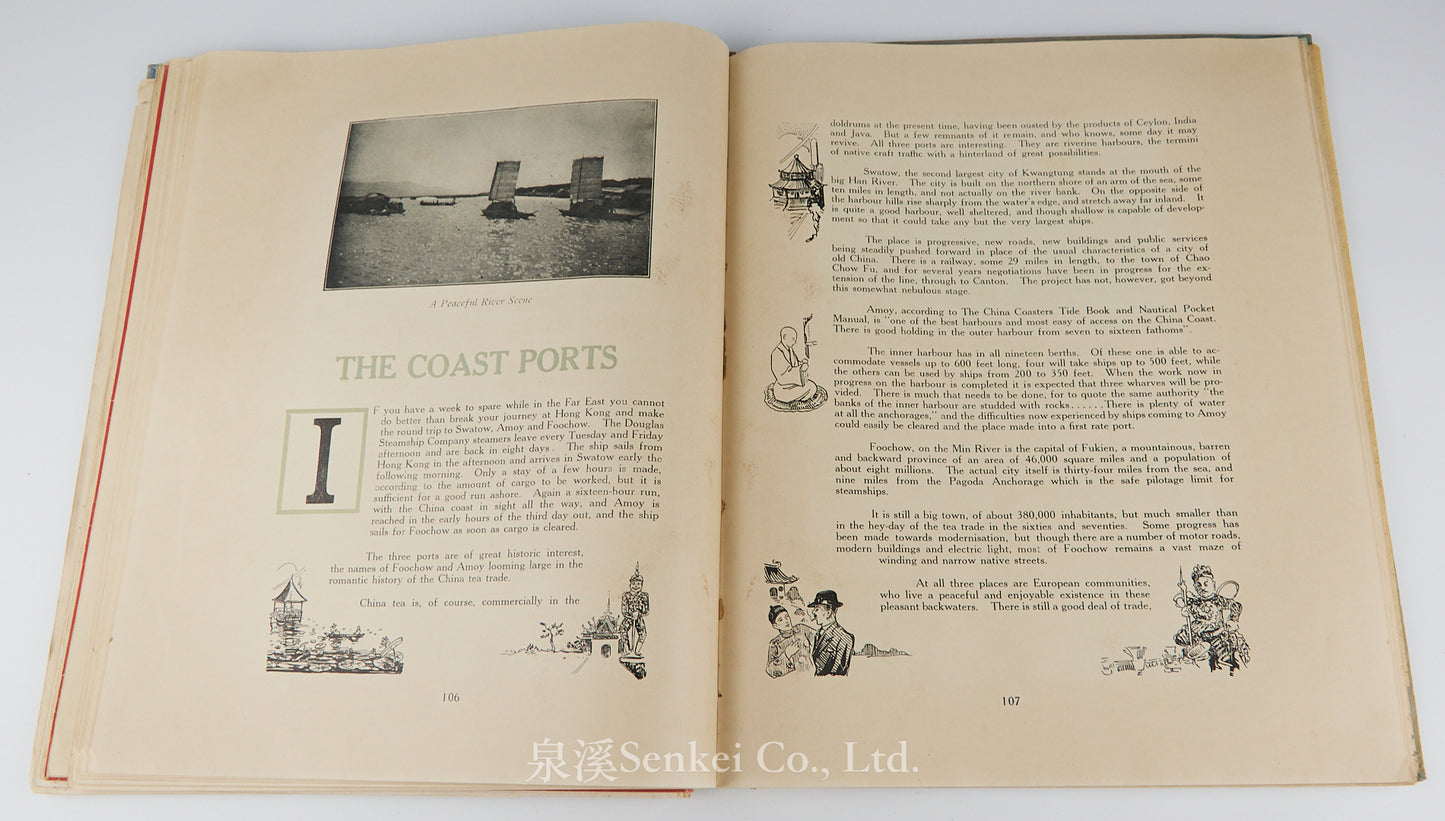 A Peaceful River Scene
THE COAST PORTS
IF you have a week to spare while in the Far East you cannot
do better than break your journey at Hong Kong and make
the round trip to Swatow, Amoy and Foochow. The Douglas
Steamship Company steamers leave every Tuesday and Friday
afternoon and are back in eight days. The ship sails from
Hong Kong in the afternoon and arrives in Swatow early the
following morning. Only a stay of a few hours is made,
according to the amount of cargo to be worked, but it is
sufficient for a good run ashore. Again a sixteen-hour run,
with the China coast in sight all the way, and Amoy is
reached in the early hours of the third day out, and the ship
sails for Foochow as soon as cargo is cleared.
The three ports are of great historic interest,
the names of Foochow and Amoy looming large in the
romantic history of the China tea trade.
China tea is, of course, commercially in the
106
doldrums at the present time, having been ousted by the products of Ceylon, India
and Java. But a few remnants of it remain, and who knows, some day it may
revive. All three ports are interesting. They are riverine harbours, the termini
of native craft traffic with a hinterland of great possibilities.
Swatow, the second largest city of Kwangtung stands at the mouth of the
big Han River. The city is built on the northern shore of an arm of the sea, some
ten miles in length, and not actually on the river bank. On the opposite side of
the harbour hills rise sharply from the water's edge, and stretch away far inland. It
is quite a good harbour, well sheltered, and though shallow is capable of develop-
ment so that it could take any but the very largest ships.
The place is progressive, new roads, new buildings and public services
being steadily pushed forward in place of the usual characteristics of a city of
old China. There is a railway, some 29 miles in length, to the town of Chao
Chow Fu, and for several years negotiations have been in progress for the ex-
tension of the line, through to Canton. The project has not, however, got beyond
this somewhat nebulous stage.
Amoy, according to The China Coasters Tide Book and Nautical Pocket
Manual, is "one of the best harbours and most easy of access on the China Coast.
There is good holding in the outer harbour from seven to sixteen fathoms".
The inner harbour has in all nineteen berths. Of these one is able to ac-
commodate vessels up to 600 feet long, four will take ships up to 500 feet, while
the others can be used by ships from 200 to 350 feet. When the work now in
progress on the harbour is completed it is expected that three wharves will be pro-
vided. There is much that needs to be done, for to quote the same authority "the
banks of the inner harbour are studded with rocks......There is plenty of water
at all the anchorages," and the difficulties now experienced by ships coming to Amoy
could easily be cleared and the place made into a first rate port.
Foochow, on the Min River is the capital of Fukien, a mountainous, barren
and backward province of an area of 46,000 square miles and a population of
about eight millions. The actual city itself is thirty-four miles from the sea, and
nine miles from the Pagoda Anchorage which is the safe pilotage limit for
steamships.
It is still a big town, of about 380,000 inhabitants, but much smaller than
in the hey-day of the tea trade in the sixties and seventies. Some progress has
been made towards modernisation, but though there are a number of motor roads,
modern buildings and electric light, most of Foochow remains a vast maze of
winding and narrow native streets.
At all three places are European communities,
who live a peaceful and enjoyable existence in these
pleasant backwaters. There is still a good deal of trade,
107
泉溪Senkei Co., Ltd.